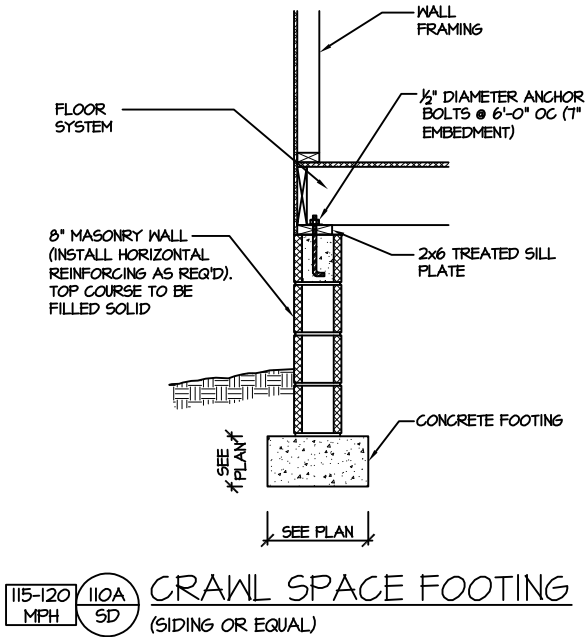 WALL
FRAMING
FLOOR
SYSTEM
½" DIAMETER ANCHOR
BOLTS @ 6'-0" OC (7"
EMBEDMENT)
8" MASONRY WALL
(INSTALL HORIZONTAL
REINFORCING AS REQ'D).
TOP COURSE TO BE
FILLED SOLID
2x6 TREATED SILL
PLATE
CONCRETE FOOTING
SEE
PLAN
SEE PLAN
115-120
MPH
110A
SD
CRAWL SPACE FOOTING
(SIDING OR EQUAL)